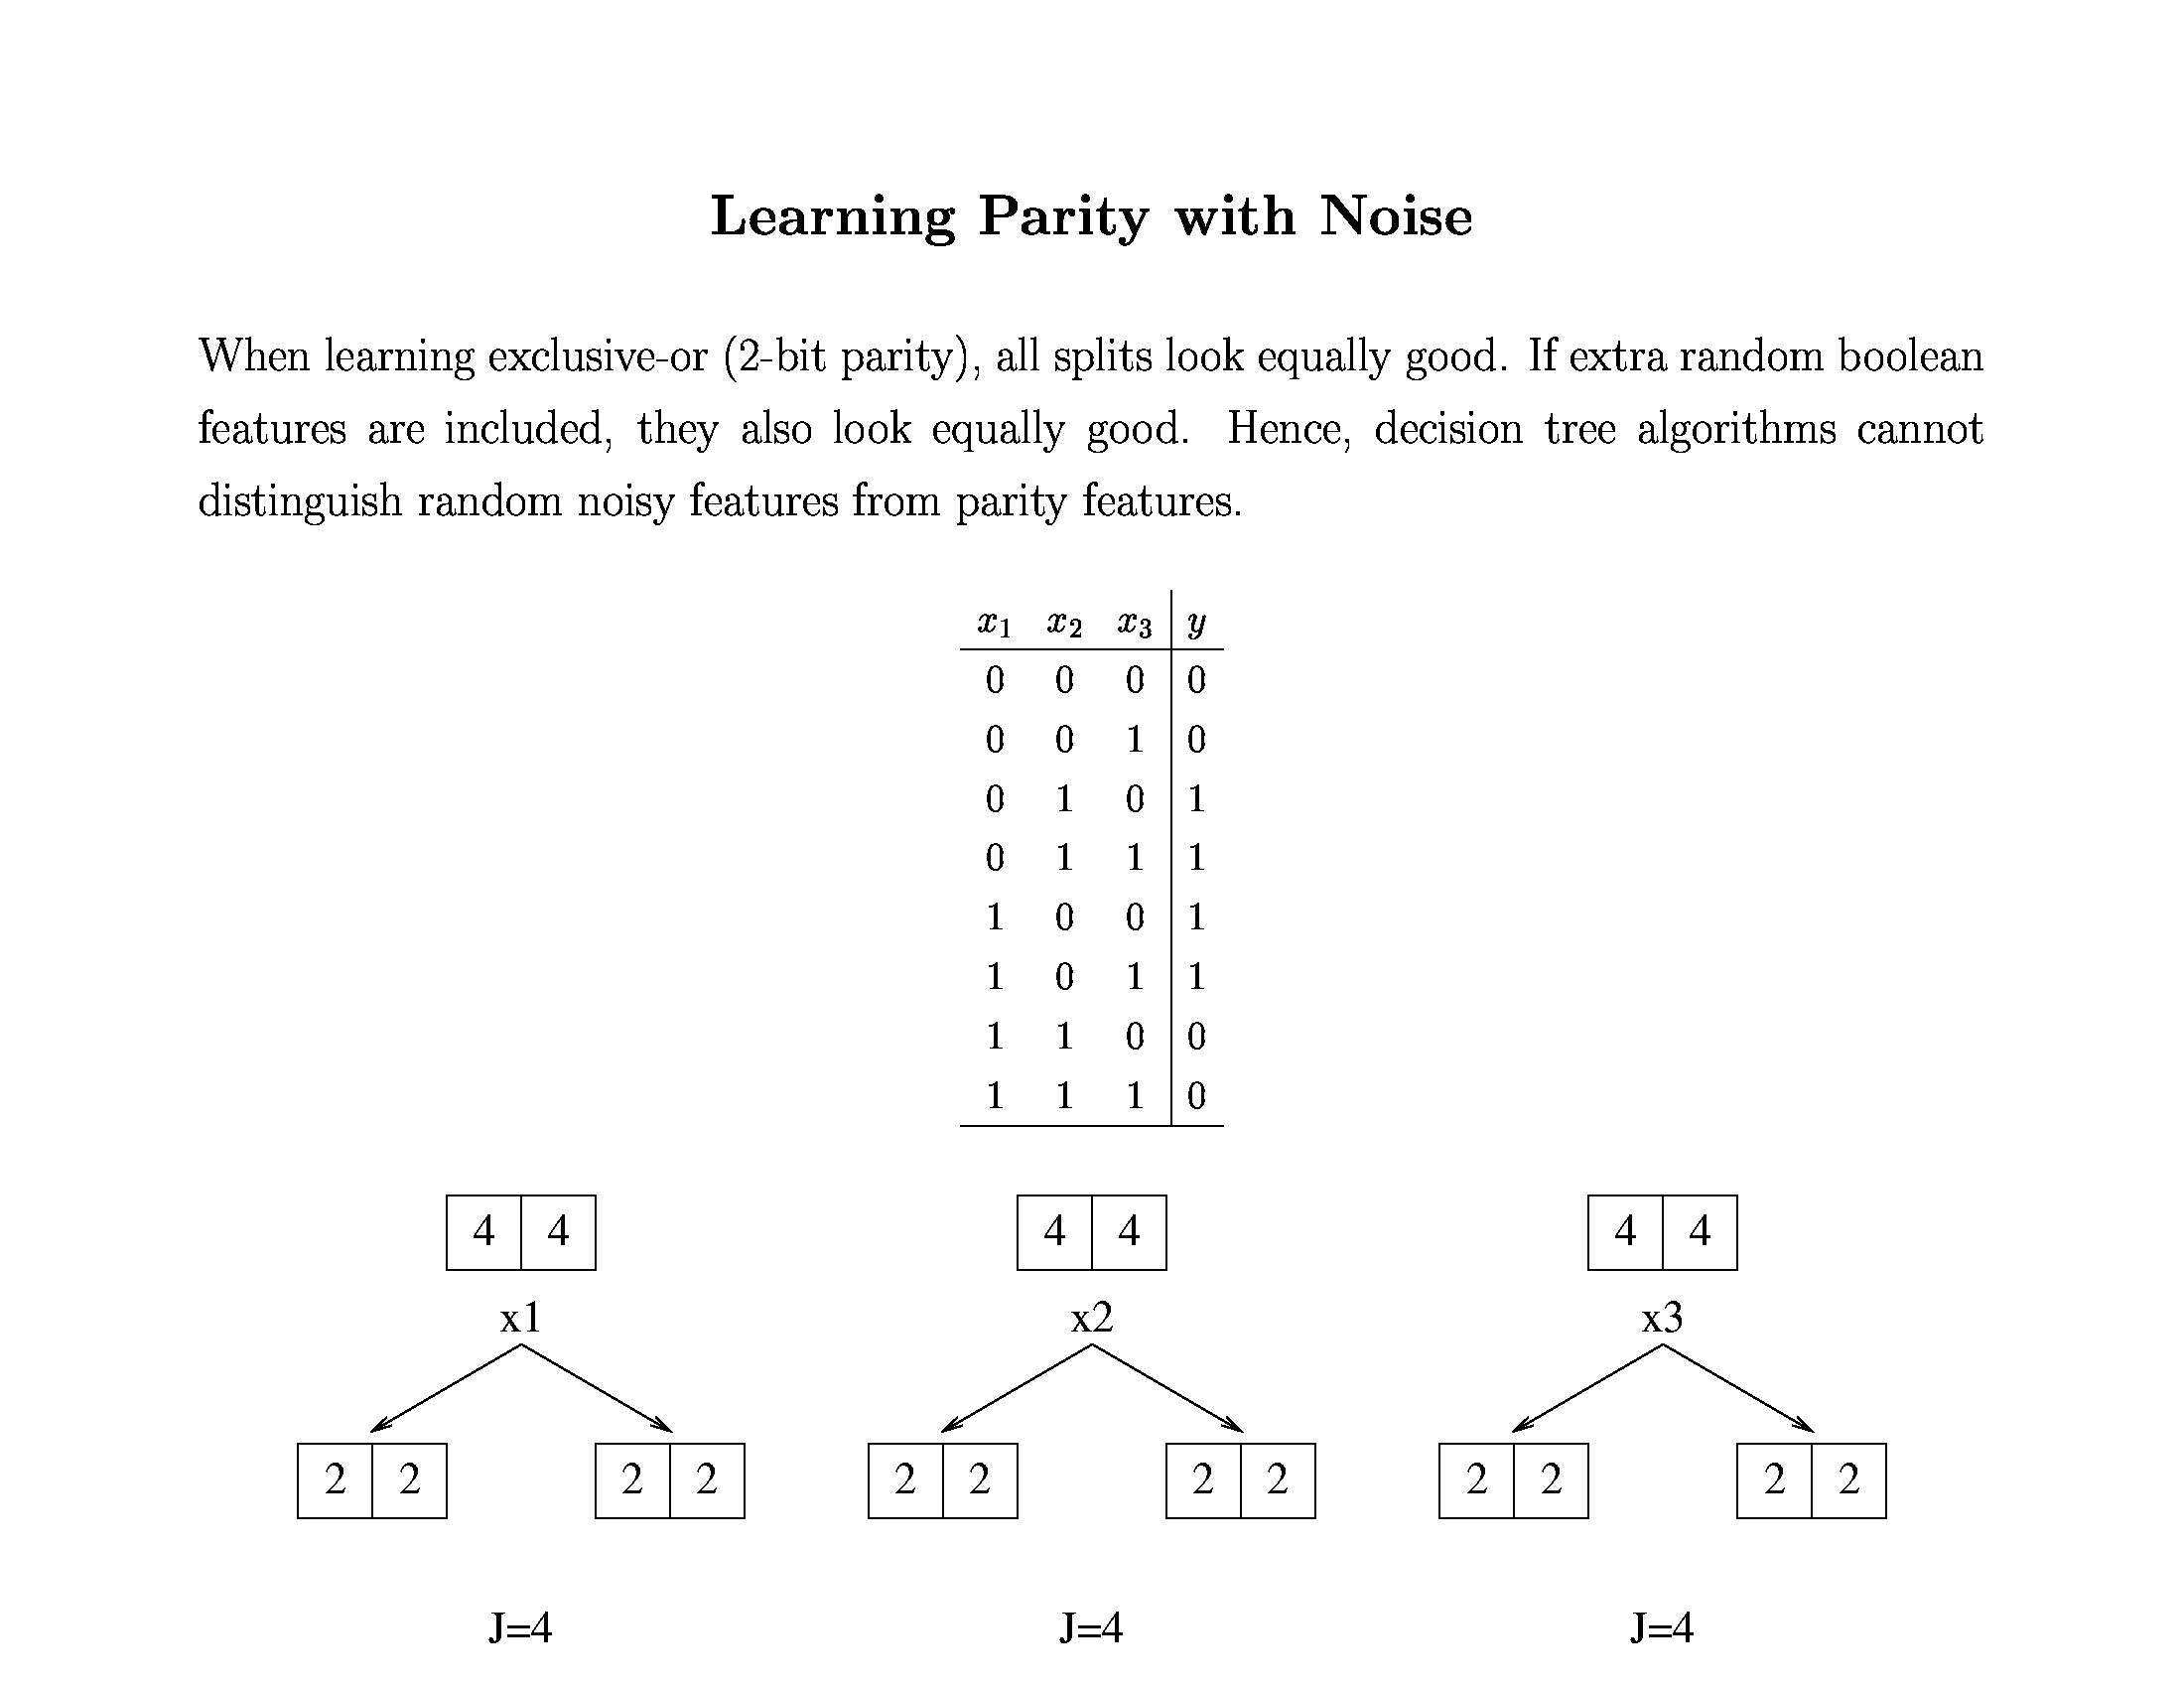 Learning Parity with Noise
When learning exclusive-or (2-bit parity), all splits look equally good. If extra random boolean
features are included, they also look equally good. Hence, decision tree algorithms cannot
distinguish random noisy features from parity features.
x₁ x₂ x₃ y
0 0 0 0
0 0 1 0
0 1 0 1
0 1 1 1
1 0 0 1
1 0 1 1
1 1 0 0
1 1 1 0
4 4 4 4 4 4
x1 x2 x3
2 2 2 2 2 2 2 2 2 2 2 2
J=4 J=4 J=4